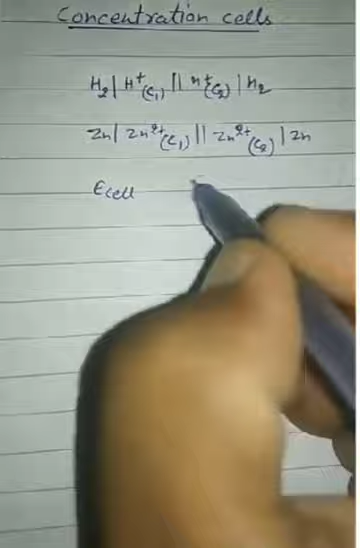 Concentration cells
H₂ | H⁺(C₁) || H⁺(C₂) | H₂
Zn | Zn²⁺(C₁) || Zn²⁺(C₂) | Zn
Ecell